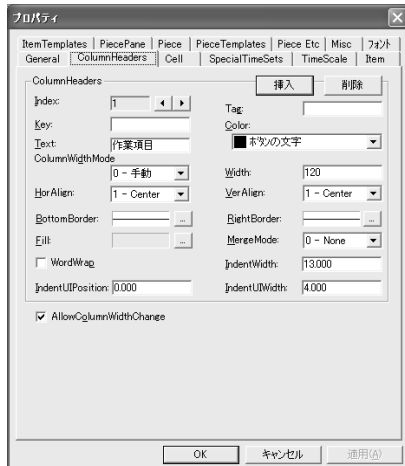 プロパティ
ItemTemplates PiecePane Piece PieceTemplates Piece Etc Misc フォント
General ColumnHeaders Cell SpecialTimeSets TimeScale Item
ColumnHeaders 挿入 削除
Index: 1 Tag:
Key: Color:
Text: 作業項目 ボタンの文字
ColumnWidthMode
0 - 手動 Width: 120
HorAlign: 1 - Center VerAlign: 1 - Center
BottomBorder: ... RightBorder: ...
Fill: ... MergeMode: 0 - None
WordWrap IndentWidth: 13.000
IndentUIPosition: 0.000 IndentUIWidth: 4.000
AllowColumnWidthChange
OK キャンセル 適用(A)